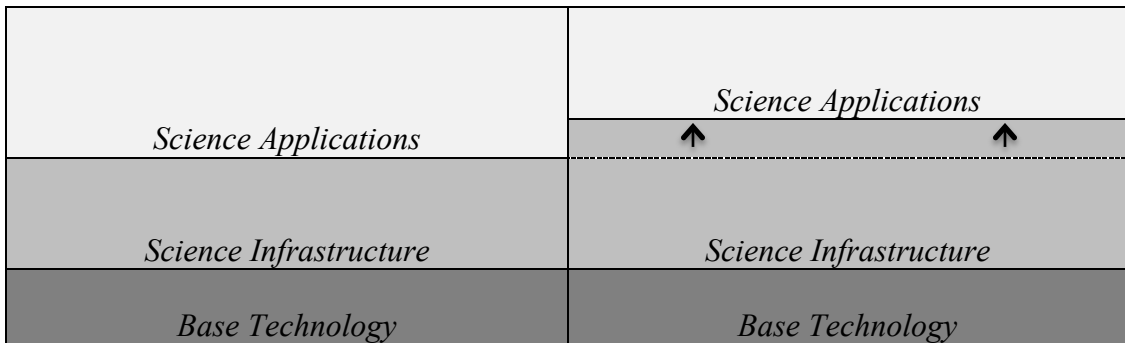 Science Applications
Science Infrastructure
Base Technology
Science Applications
Science Infrastructure
Base Technology